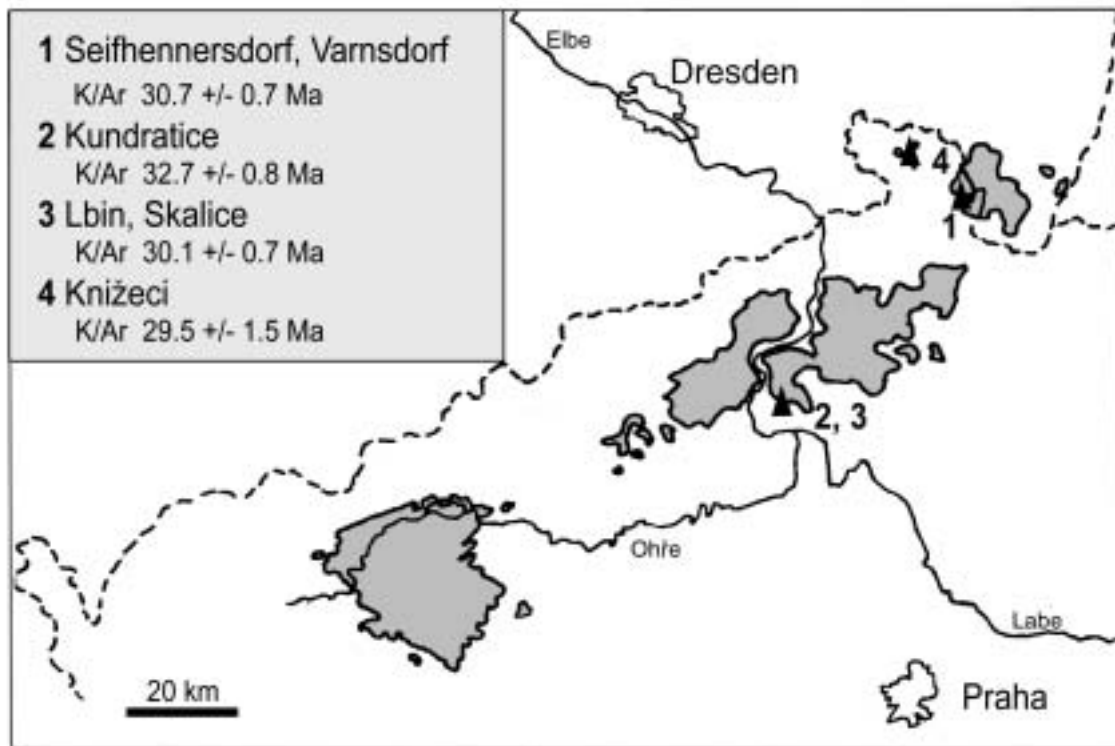 1 Seifhennersdorf, Varnsdorf
K/Ar 30.7 +/- 0.7 Ma
2 Kundratice
K/Ar 32.7 +/- 0.8 Ma
3 Lbin, Skalice
K/Ar 30.1 +/- 0.7 Ma
4 Knižeci
K/Ar 29.5 +/- 1.5 Ma
Elbe
Dresden
4
1
2, 3
Ohře
Labe
20 km
Praha